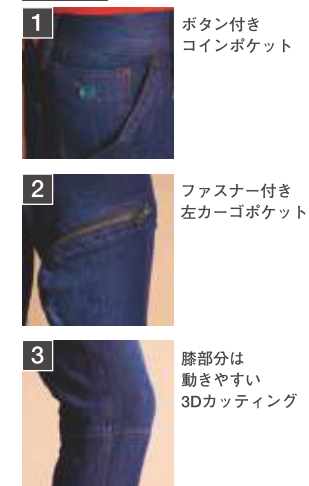 1
ボタン付き
コインポケット
2
ファスナー付き
左カーゴポケット
3
膝部分は
動きやすい
3Dカッティング